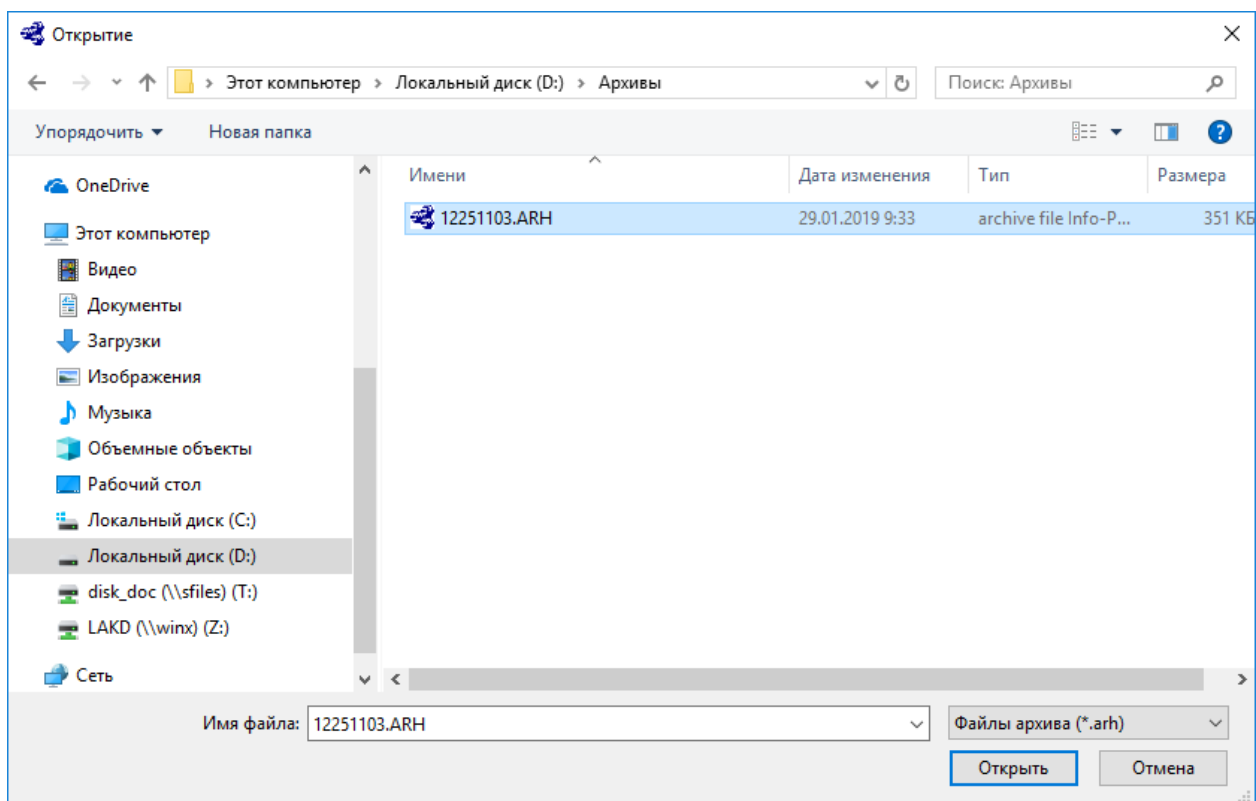 Открытие
Этот компьютер > Локальный диск (D:) > Архивы
Поиск: Архивы
Упорядочить
Новая папка
OneDrive
Этот компьютер
Видео
Документы
Загрузки
Изображения
Музыка
Объемные объекты
Рабочий стол
Локальный диск (C:)
Локальный диск (D:)
disk_doc (\\sfiles) (T:)
LAKD (\\winx) (Z:)
Сеть
Имени Дата изменения Тип Размера
12251103.ARH 29.01.2019 9:33 archive file Info-P... 351 КБ
Имя файла: 12251103.ARH
Файлы архива (*.arh)
Открыть Отмена